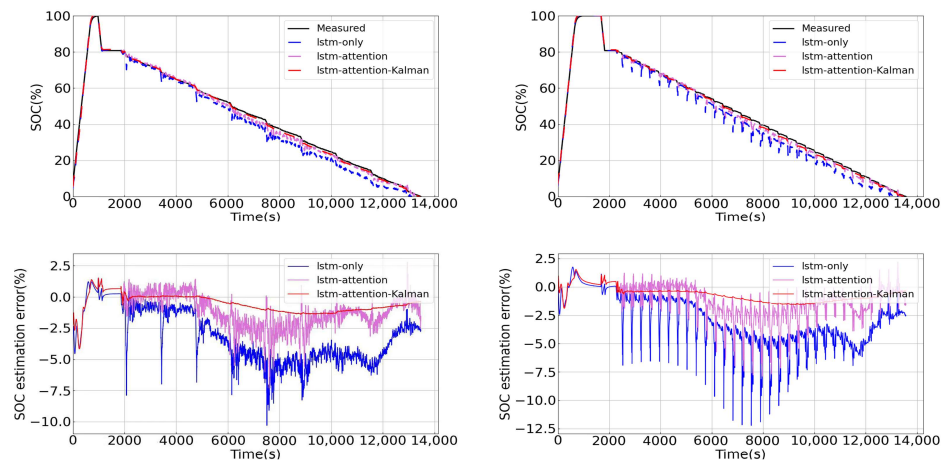 100
80
60
40
20
0
SOC(%)
0
2000
4000
6000
8000
10,000
12,000
14,000
Time(s)
Measured
lstm-only
lstm-attention
lstm-attention-Kalman
100
80
60
40
20
0
SOC(%)
0
2000
4000
6000
8000
10,000
12,000
14,000
Time(s)
Measured
lstm-only
lstm-attention
lstm-attention-Kalman
2.5
0.0
−2.5
−5.0
−7.5
−10.0
SOC estimation error(%)
0
2000
4000
6000
8000
10,000
12,000
14,000
Time(s)
lstm-only
lstm-attention
lstm-attention-Kalman
2.5
0.0
−2.5
−5.0
−7.5
−10.0
−12.5
SOC estimation error(%)
0
2000
4000
6000
8000
10,000
12,000
14,000
Time(s)
lstm-only
lstm-attention
lstm-attention-Kalman